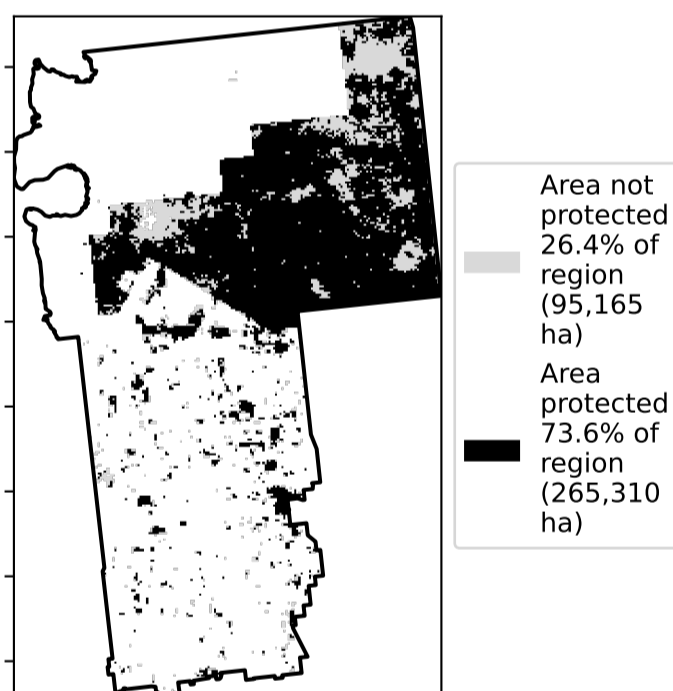 Area not
protected
26.4% of
region
(95,165
ha)
Area
protected
73.6% of
region
(265,310
ha)